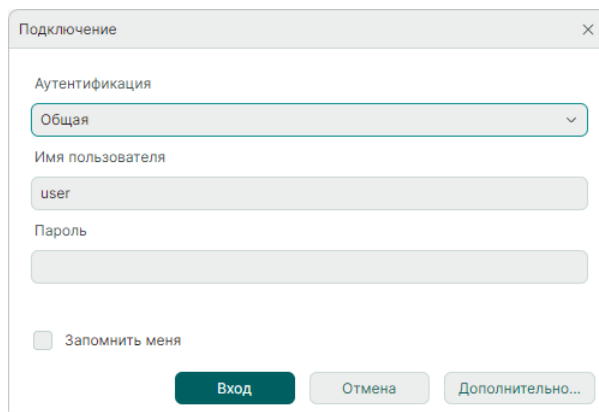 Подключение
Аутентификация
Общая
Имя пользователя
user
Пароль
Запомнить меня
Вход Отмена Дополнительно...